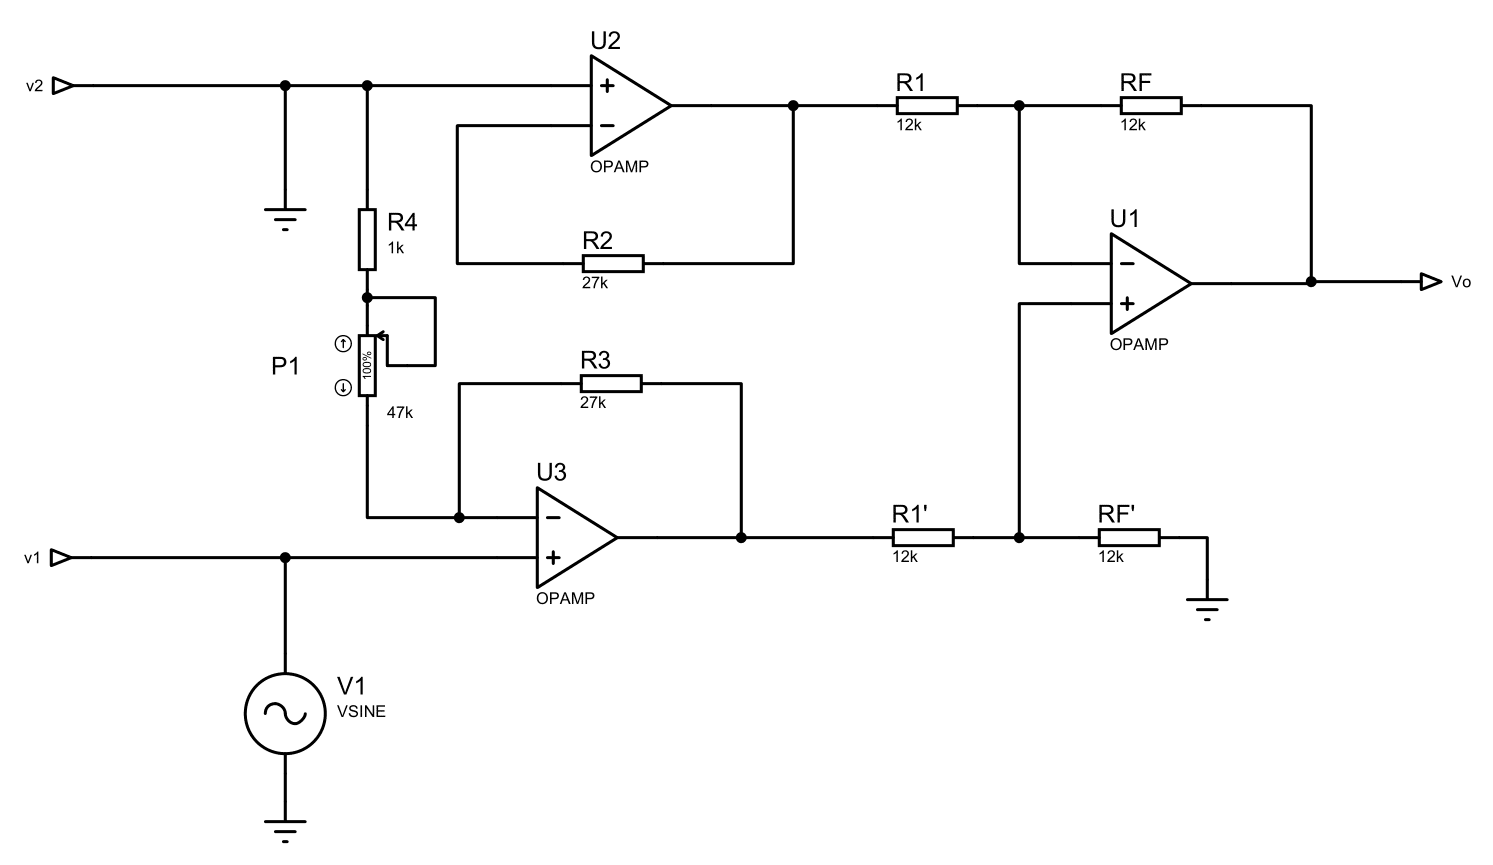 U2
v2
+
−
OPAMP
R1
12k
RF
12k
R4
1k
R2
27k
U1
−
+
OPAMP
Vo
P1
100%
47k
R3
27k
U3
−
+
OPAMP
v1
R1'
12k
RF'
12k
V1
VSINE